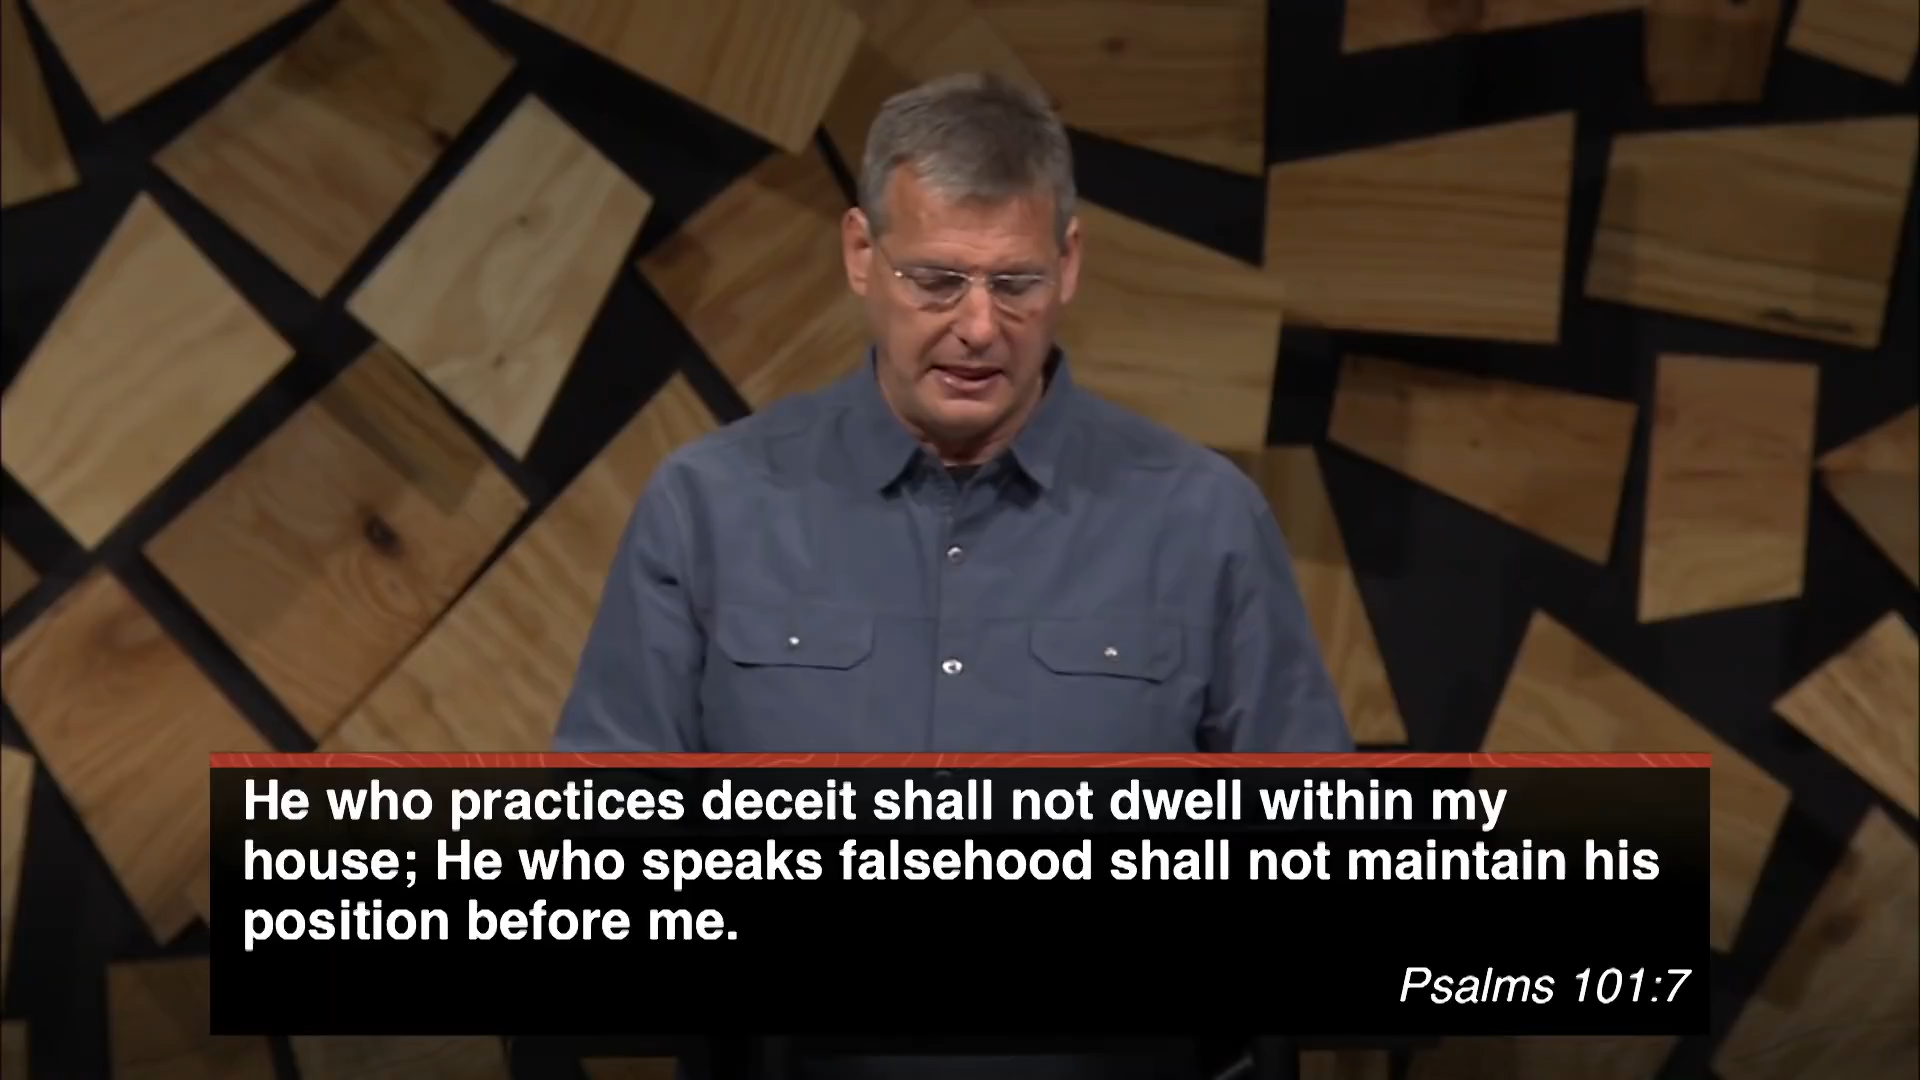 He who practices deceit shall not dwell within my
house; He who speaks falsehood shall not maintain his
position before me.
Psalms 101:7